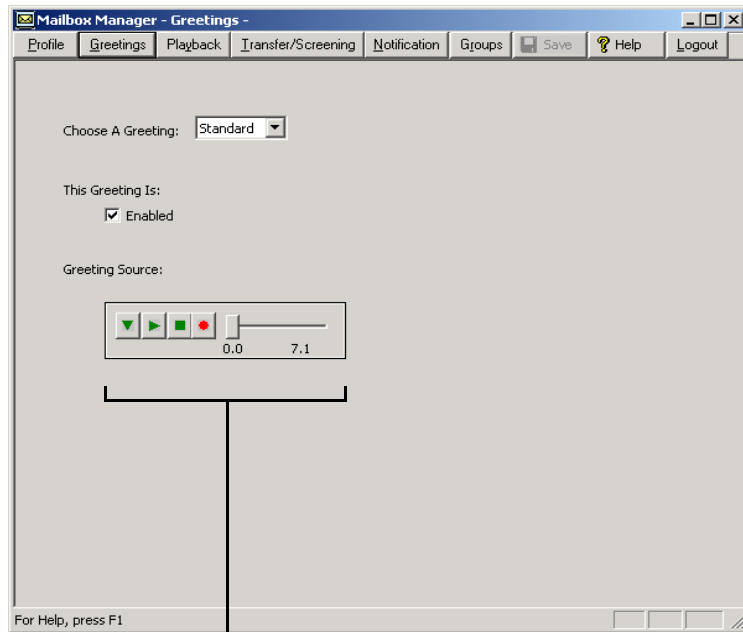 Mailbox Manager - Greetings -
Profile Greetings Playback Transfer/Screening Notification Groups Save Help Logout
Choose A Greeting: Standard
This Greeting Is:
Enabled
Greeting Source:
0.0 7.1
For Help, press F1